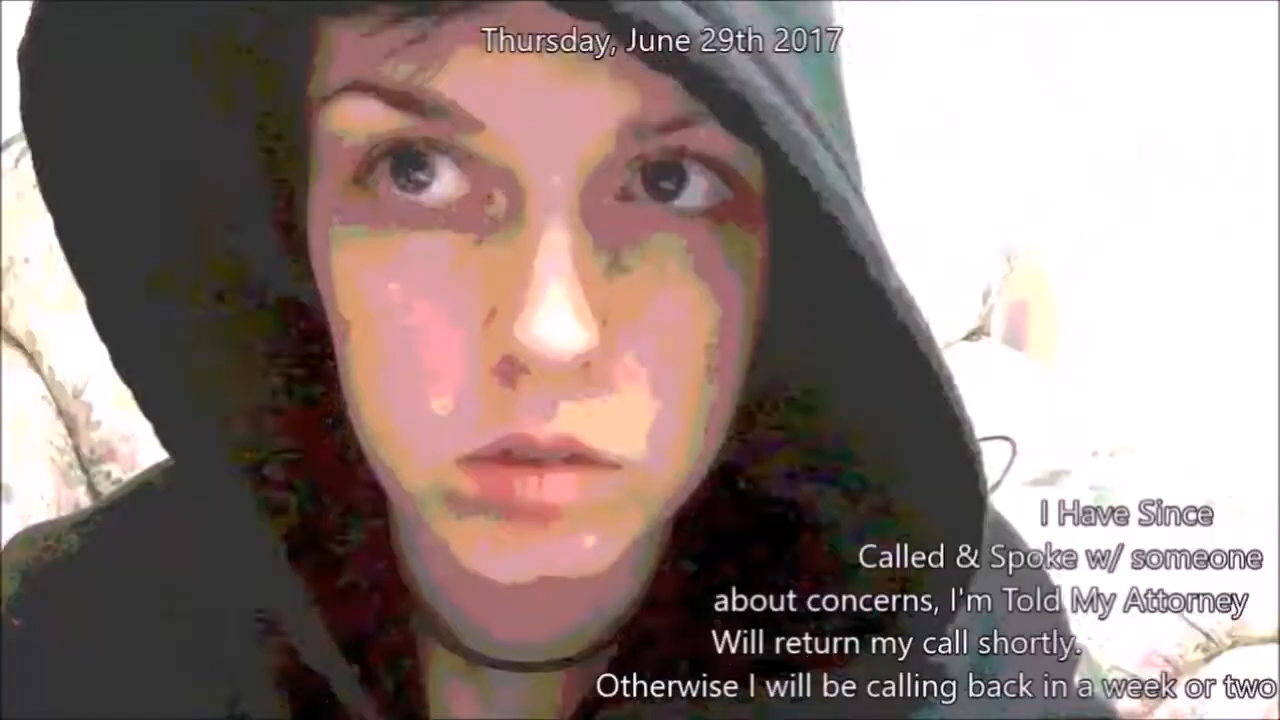 Thursday, June 29th 2017
I Have Since
Called & Spoke w/ someone
about concerns, I'm Told My Attorney
Will return my call shortly.
Otherwise I will be calling back in a week or two